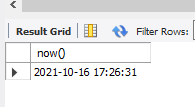 Result Grid Filter Rows:
now()
2021-10-16 17:26:31